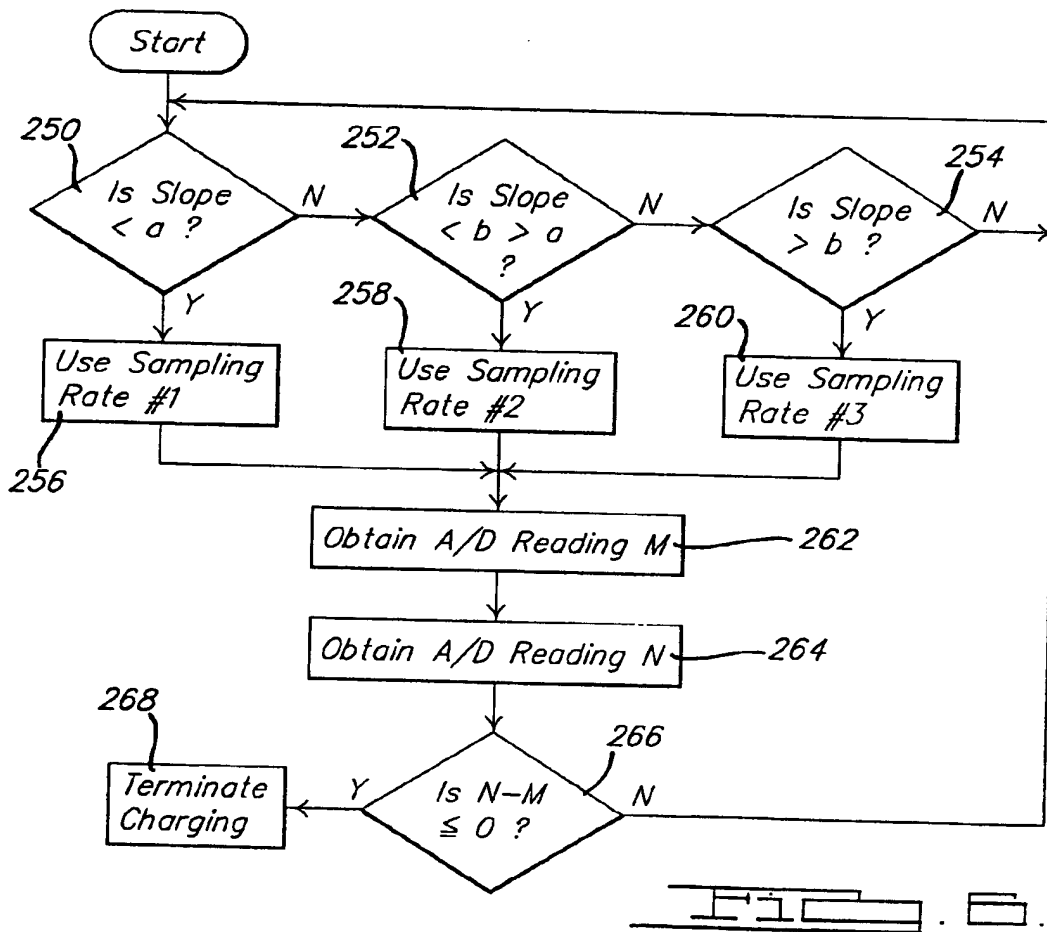 Start
250
Is Slope
< a ?
N
Y
252
Is Slope
< b > a
?
N
Y
254
Is Slope
> b ?
N
Y
Use Sampling
Rate #1
256
258
Use Sampling
Rate #2
260
Use Sampling
Rate #3
Obtain A/D Reading M
262
Obtain A/D Reading N
264
266
Is N-M
≦ 0 ?
Y
N
268
Terminate
Charging